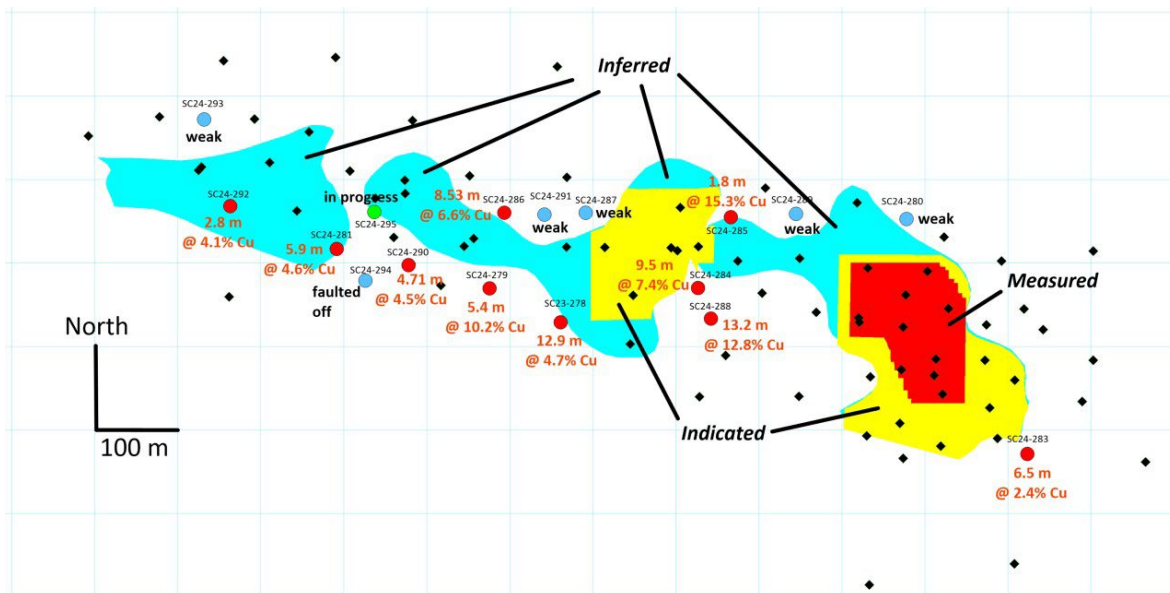 Inferred
SC24-293
weak
SC24-292
2.8 m
@ 4.1% Cu
in progress
SC24-295
SC24-281
5.9 m
@ 4.6% Cu
SC24-294
faulted
off
SC24-290
4.71 m
@ 4.5% Cu
8.53 m
@ 6.6% Cu
SC24-286
SC24-291
weak
SC24-287
weak
SC24-279
5.4 m
@ 10.2% Cu
SC23-278
12.9 m
@ 4.7% Cu
1.8 m
@ 15.3% Cu
SC24-285
9.5 m
@ 7.4% Cu
SC24-284
SC24-288
13.2 m
@ 12.8% Cu
weak
SC24-280
weak
Measured
Indicated
SC24-283
6.5 m
@ 2.4% Cu
North
100 m